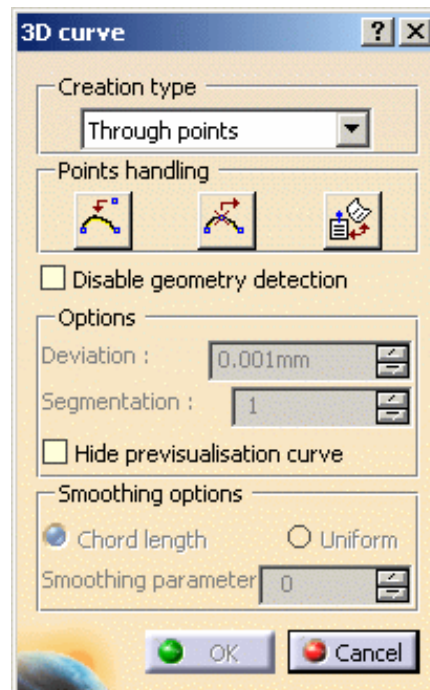 3D curve ? X
Creation type
Through points
Points handling
Disable geometry detection
Options
Deviation : 0.001mm
Segmentation : 1
Hide previsualisation curve
Smoothing options
Chord length Uniform
Smoothing parameter 0
OK Cancel